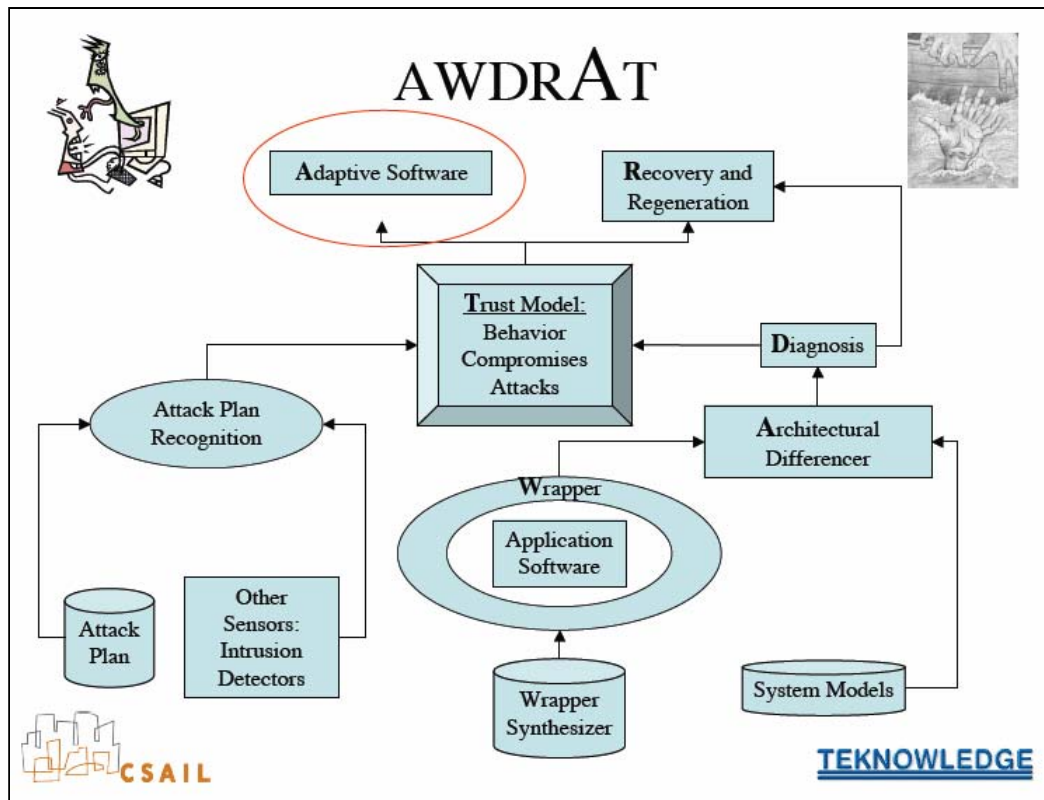 AWDRAT
Adaptive Software
Recovery and
Regeneration
Trust Model:
Behavior
Compromises
Attacks
Diagnosis
Attack Plan
Recognition
Architectural
Differencer
Wrapper
Application
Software
Other
Sensors:
Intrusion
Detectors
Attack
Plan
Wrapper
Synthesizer
System Models
CSAIL
TEKNOWLEDGE